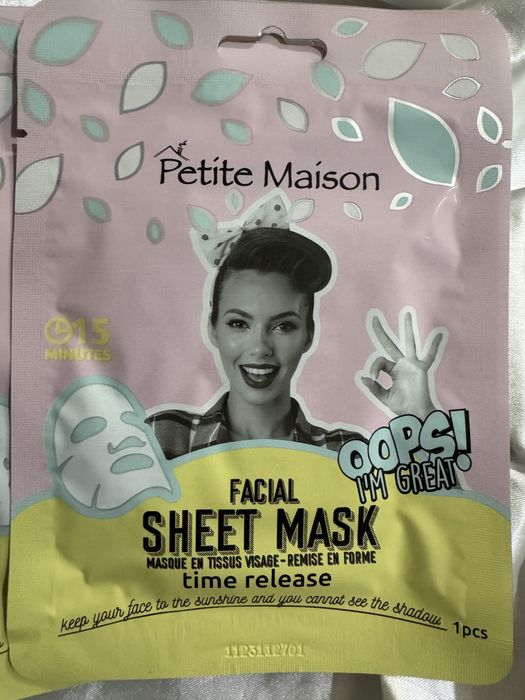 Petite Maison
15
MINUTES
OOPS!
I'M GREAT
FACIAL
SHEET MASK
MASQUE EN TISSUS VISAGE - REMISE EN FORME
time release
keep your face to the sunshine and you cannot see the shadow
1pcs
1123112701